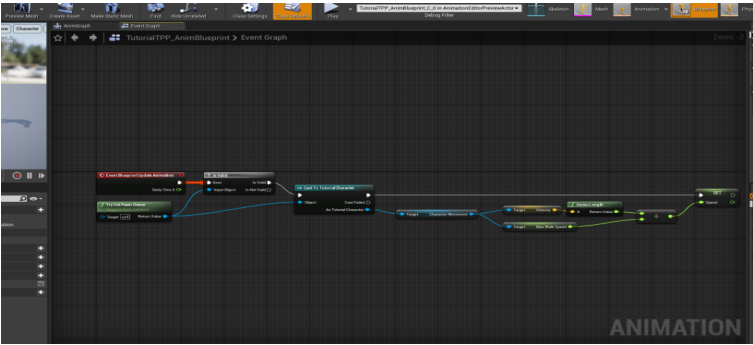 Preview Mesh
Create Asset
Make Static Mesh
Find
Hide Unrelated
Class Settings
Play
TutorialTPP_AnimBlueprint_C_0 in AnimationEditorPreviewActor
Debug Filter
Skeleton
Mesh
Animation
Blueprint
Character
AnimGraph
Event Graph
TutorialTPP_AnimBlueprint > Event Graph
Zoom -2
Event Blueprint Update Animation
Delta Time X
Is Valid
Exec
Is Valid
Input Object
Is Not Valid
Try Get Pawn Owner
Target
self
Return Value
Cast To TutorialCharacter
Object
Cast Failed
As Tutorial Character
Target
Character Movement
Target
Velocity
Target
Max Walk Speed
VectorLength
A
Return Value
SET
Speed
ANIMATION